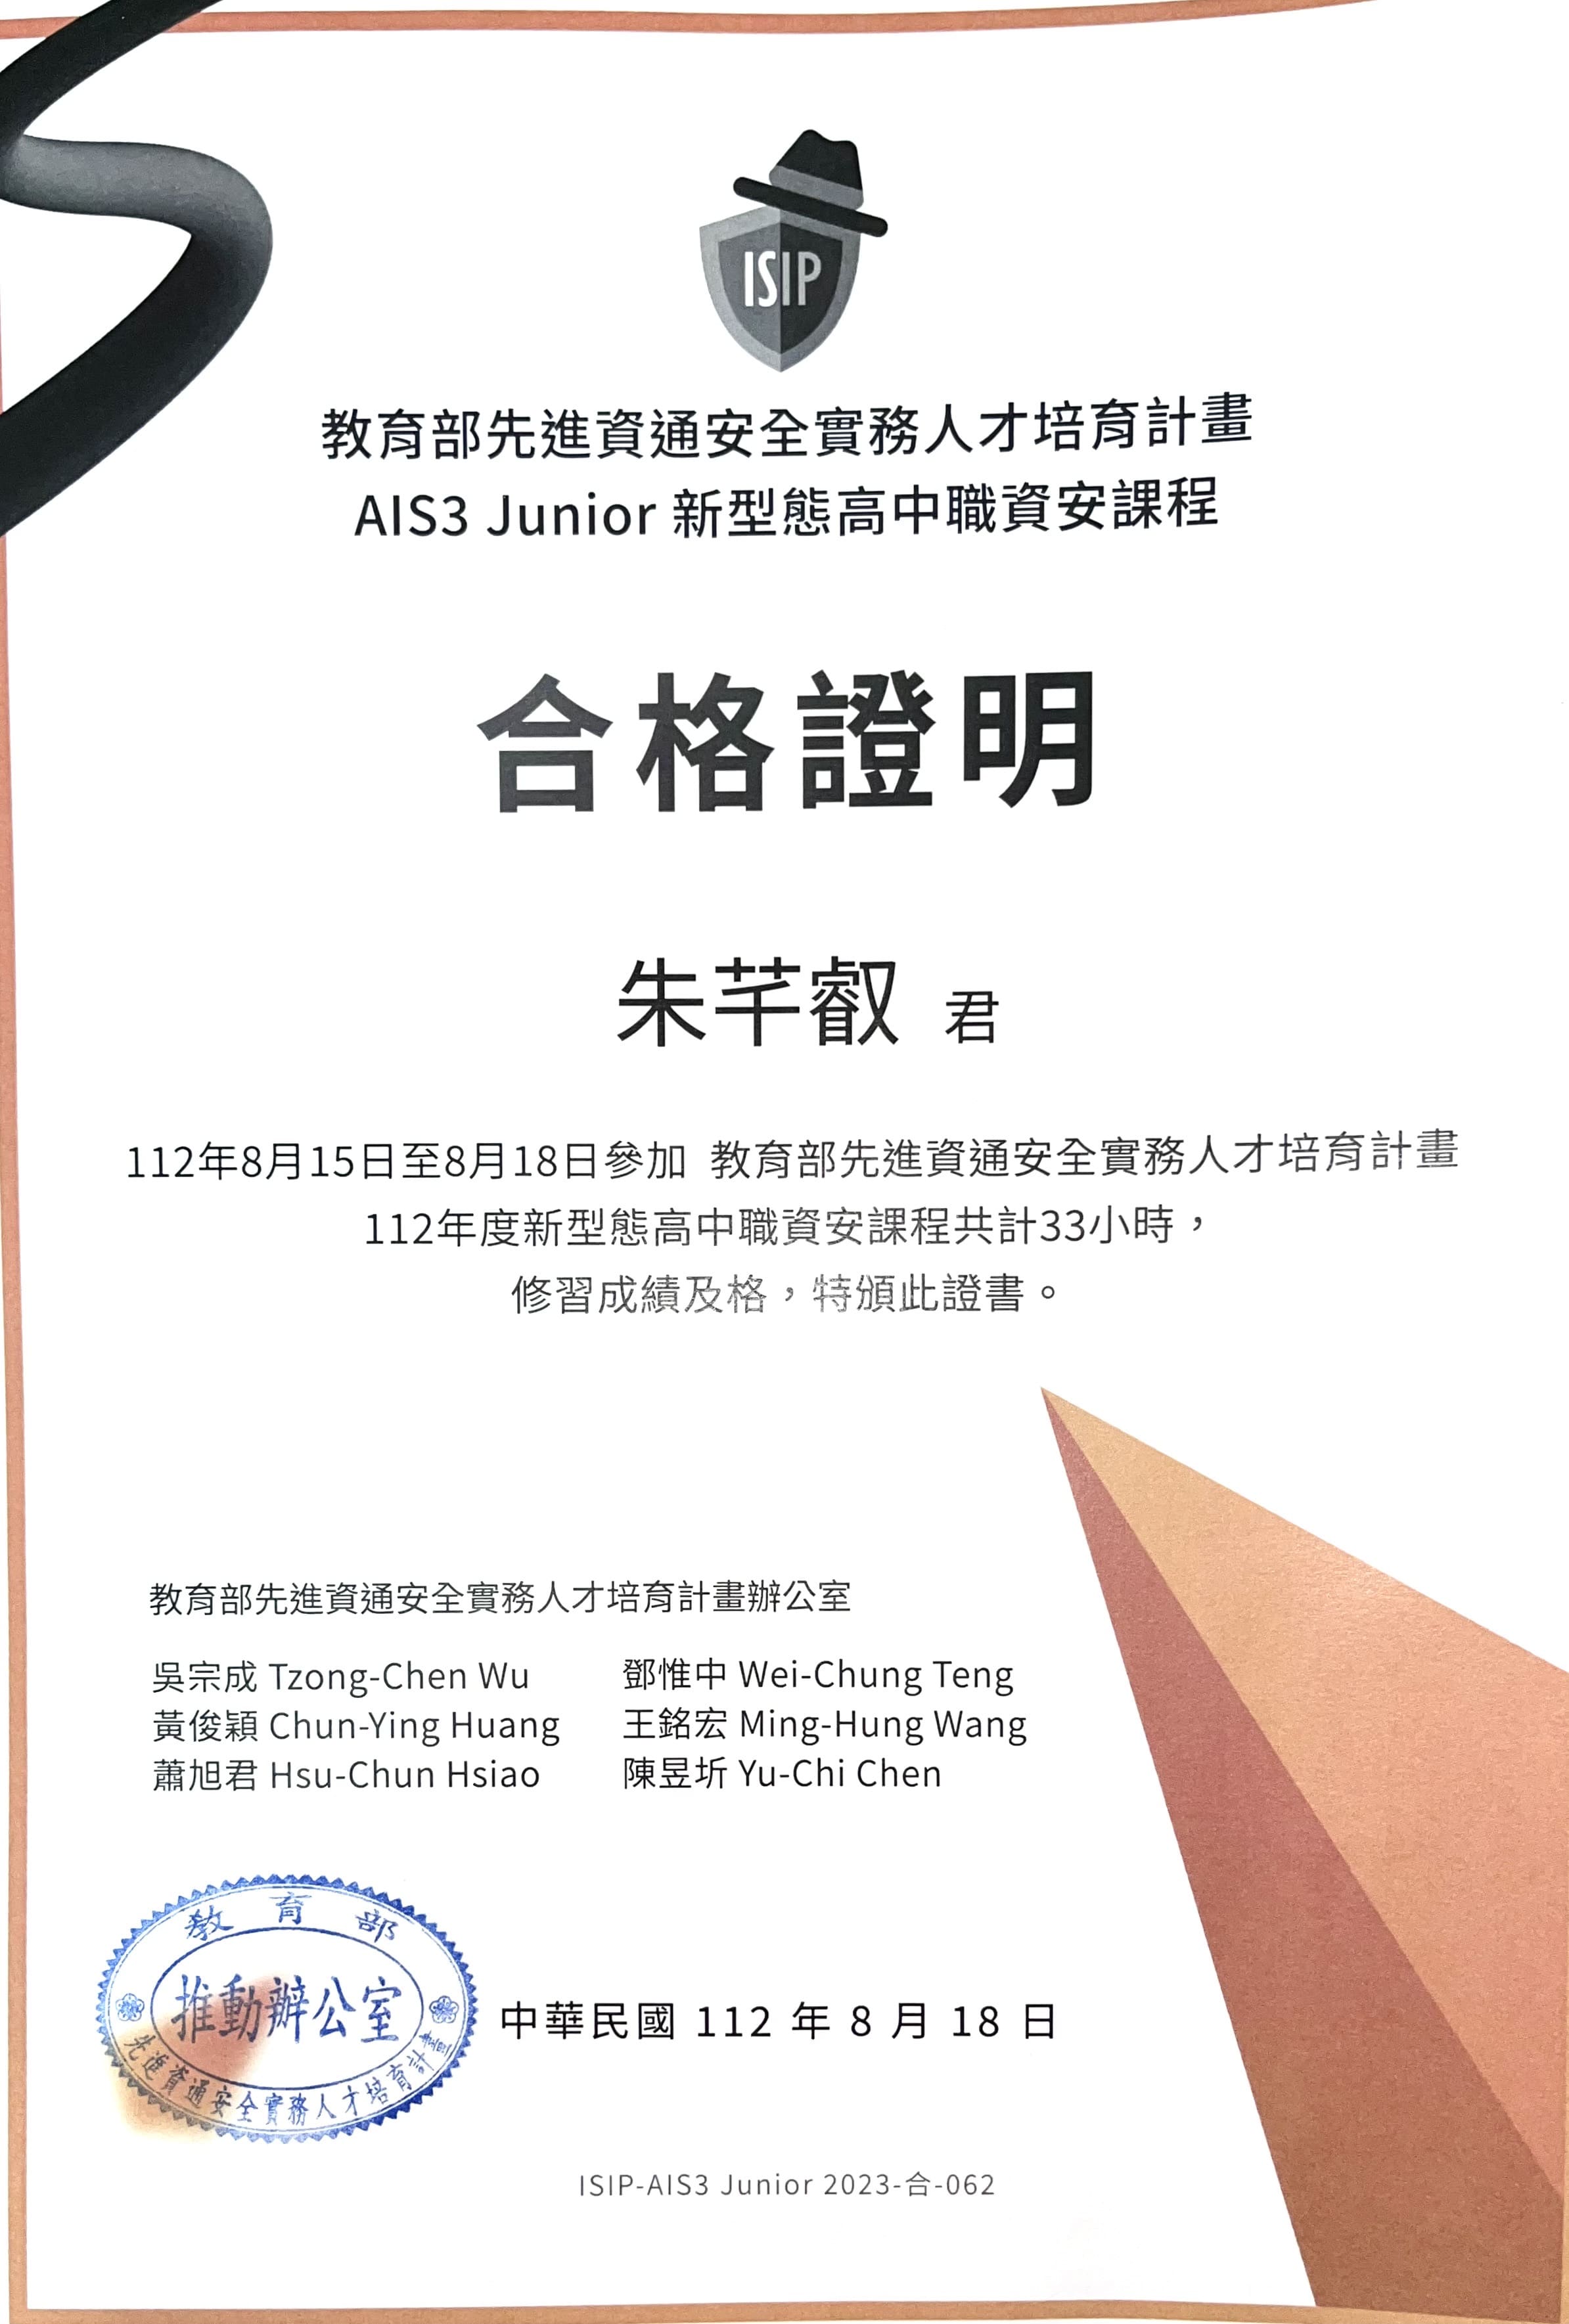 ISIP
教育部先進資通安全實務人才培育計畫
AIS3 Junior 新型態高中職資安課程
合格證明
朱芊叡 君
112年8月15日至8月18日參加 教育部先進資通安全實務人才培育計畫
112年度新型態高中職資安課程共計33小時，
修習成績及格，特頒此證書。
教育部先進資通安全實務人才培育計畫辦公室
吳宗成 Tzong-Chen Wu 鄧惟中 Wei-Chung Teng
黃俊穎 Chun-Ying Huang 王銘宏 Ming-Hung Wang
蕭旭君 Hsu-Chun Hsiao 陳昱圻 Yu-Chi Chen
教育部
推動辦公室
先進資通安全實務人才培育計畫
中華民國 112 年 8 月 18 日
ISIP-AIS3 Junior 2023-合-062